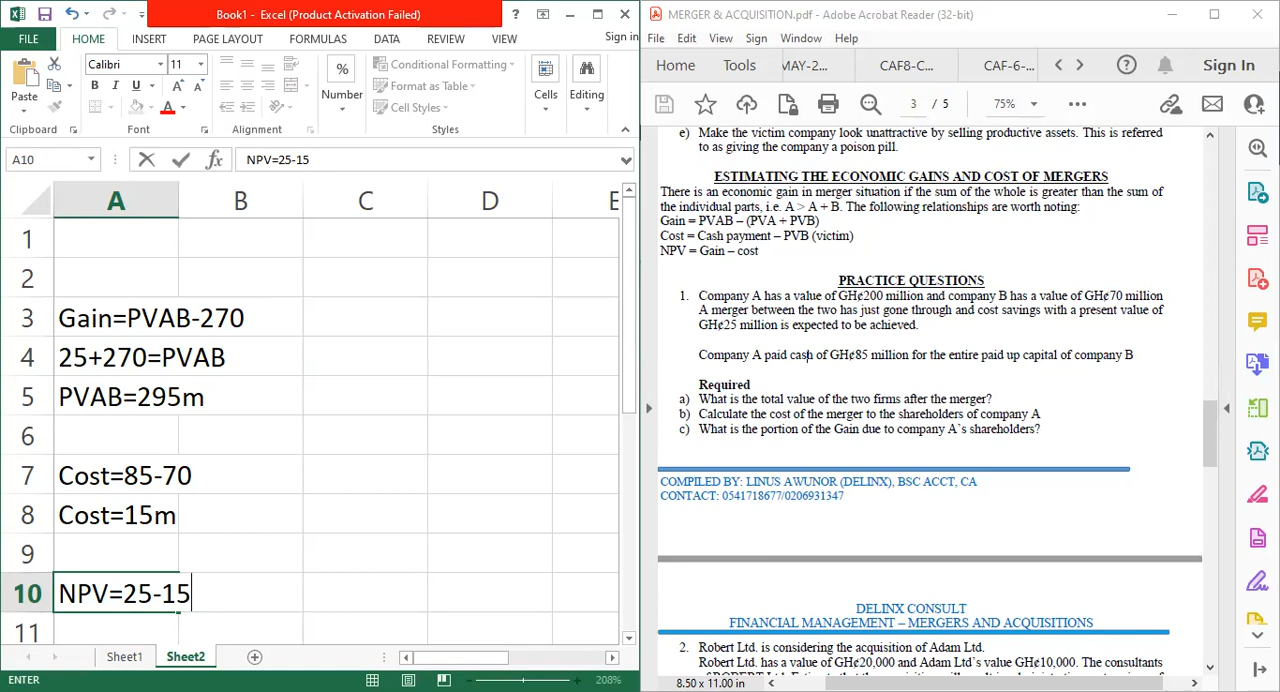 Book1 - Excel (Product Activation Failed)
FILE HOME INSERT PAGE LAYOUT FORMULAS DATA REVIEW VIEW Sign in
Calibri 11
Paste
B I U
A A
A
%
Number
Conditional Formatting
Format as Table
Cell Styles
Cells
Editing
Clipboard Font Alignment Styles
A10 NPV=25-15
A B C D E
1
2
3 Gain=PVAB-270
4 25+270=PVAB
5 PVAB=295m
6
7 Cost=85-70
8 Cost=15m
9
10 NPV=25-15
11
Sheet1 Sheet2
ENTER 208%
MERGER & ACQUISITION.pdf - Adobe Acrobat Reader (32-bit)
File Edit View Sign Window Help
Home Tools MAY-2... CAF8-C... CAF-6-... Sign In
3 / 5 75%
e) Make the victim company look unattractive by selling productive assets. This is referred
to as giving the company a poison pill.
ESTIMATING THE ECONOMIC GAINS AND COST OF MERGERS
There is an economic gain in merger situation if the sum of the whole is greater than the sum of
the individual parts, i.e. A > A + B. The following relationships are worth noting:
Gain = PVAB – (PVA + PVB)
Cost = Cash payment – PVB (victim)
NPV = Gain – cost
PRACTICE QUESTIONS
1. Company A has a value of GH¢200 million and company B has a value of GH¢70 million
A merger between the two has just gone through and cost savings with a present value of
GH¢25 million is expected to be achieved.
Company A paid cash of GH¢85 million for the entire paid up capital of company B
Required
a) What is the total value of the two firms after the merger?
b) Calculate the cost of the merger to the shareholders of company A
c) What is the portion of the Gain due to company A`s shareholders?
COMPILED BY: LINUS AWUNOR (DELINX), BSC ACCT, CA
CONTACT: 0541718677/0206931347
DELINX CONSULT
FINANCIAL MANAGEMENT – MERGERS AND ACQUISITIONS
2. Robert Ltd. is considering the acquisition of Adam Ltd.
Robert Ltd. has a value of GH¢20,000 and Adam Ltd's value GH¢10,000. The consultants
8.50 x 11.00 in